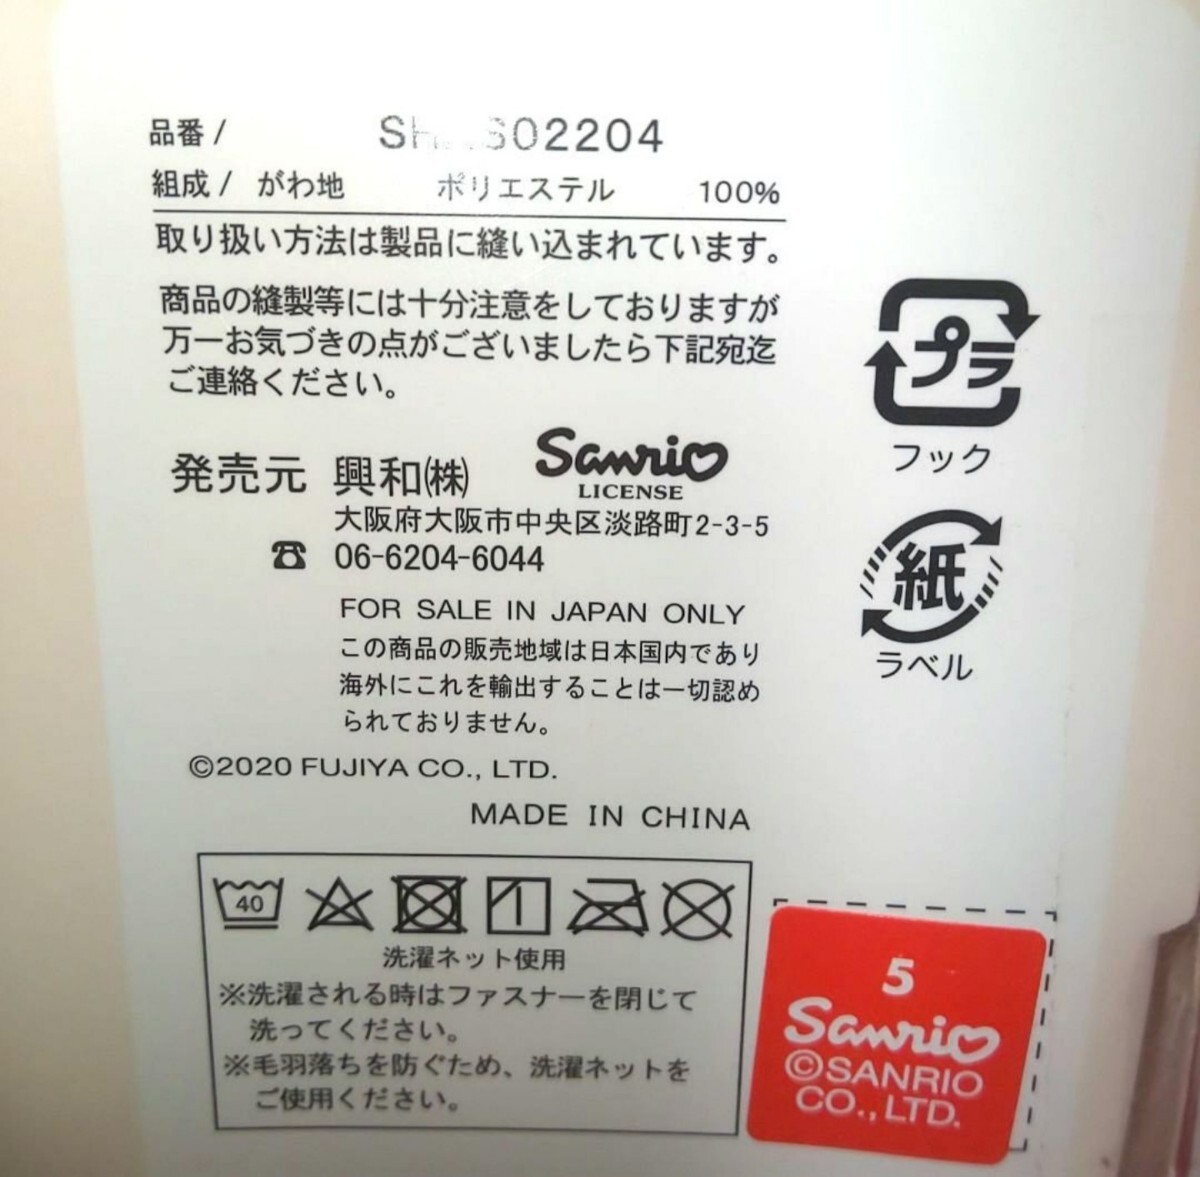 品番 /
組成 / がわ地 ポリエステル 100%
取り扱い方法は製品に縫い込まれています。
商品の縫製等には十分注意をしておりますが
万一お気づきの点がございましたら下記宛迄
ご連絡ください。
発売元 興和㈱ Sanrio
LICENSE
大阪府大阪市中央区淡路町2-3-5
☎ 06-6204-6044
FOR SALE IN JAPAN ONLY
この商品の販売地域は日本国内であり
海外にこれを輸出することは一切認め
られておりません。
©2020 FUJIYA CO., LTD.
MADE IN CHINA
プラ
フック
紙
ラベル
40
洗濯ネット使用
※洗濯される時はファスナーを閉じて
洗ってください。
※毛羽落ちを防ぐため、洗濯ネットを
ご使用ください。
5
Sanrio
©SANRIO
CO., LTD.